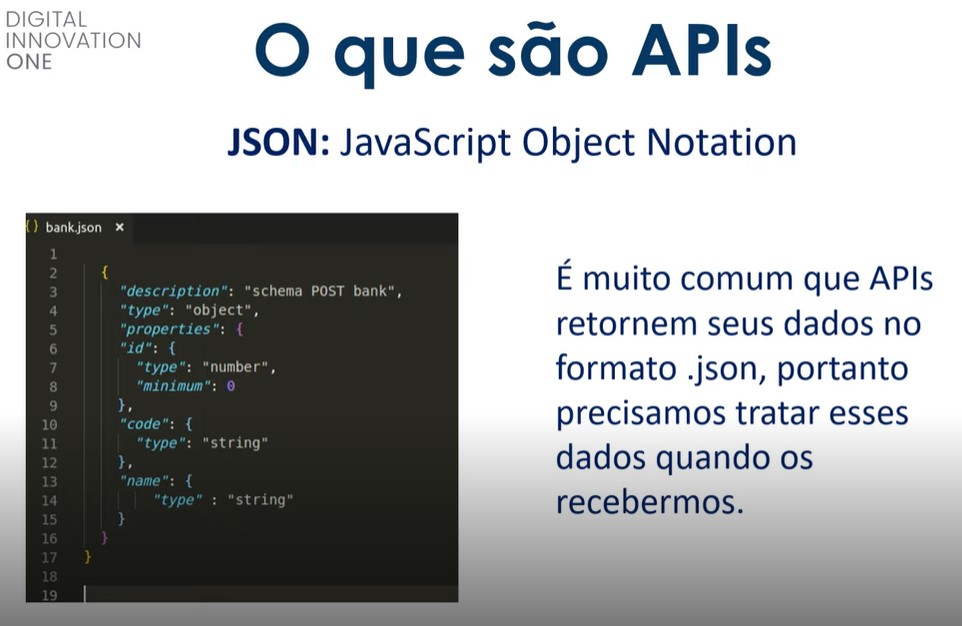 DIGITAL
INNOVATION
ONE
O que são APIs
JSON: JavaScript Object Notation
{} bank.json ×
1
2 {
3 "description": "schema POST bank",
4 "type": "object",
5 "properties": {
6 "id": {
7 "type": "number",
8 "minimum": 0
9 },
10 "code": {
11 "type": "string"
12 },
13 "name": {
14 "type" : "string"
15 }
16 }
17 }
18
19
É muito comum que APIs
retornem seus dados no
formato .json, portanto
precisamos tratar esses
dados quando os
recebermos.